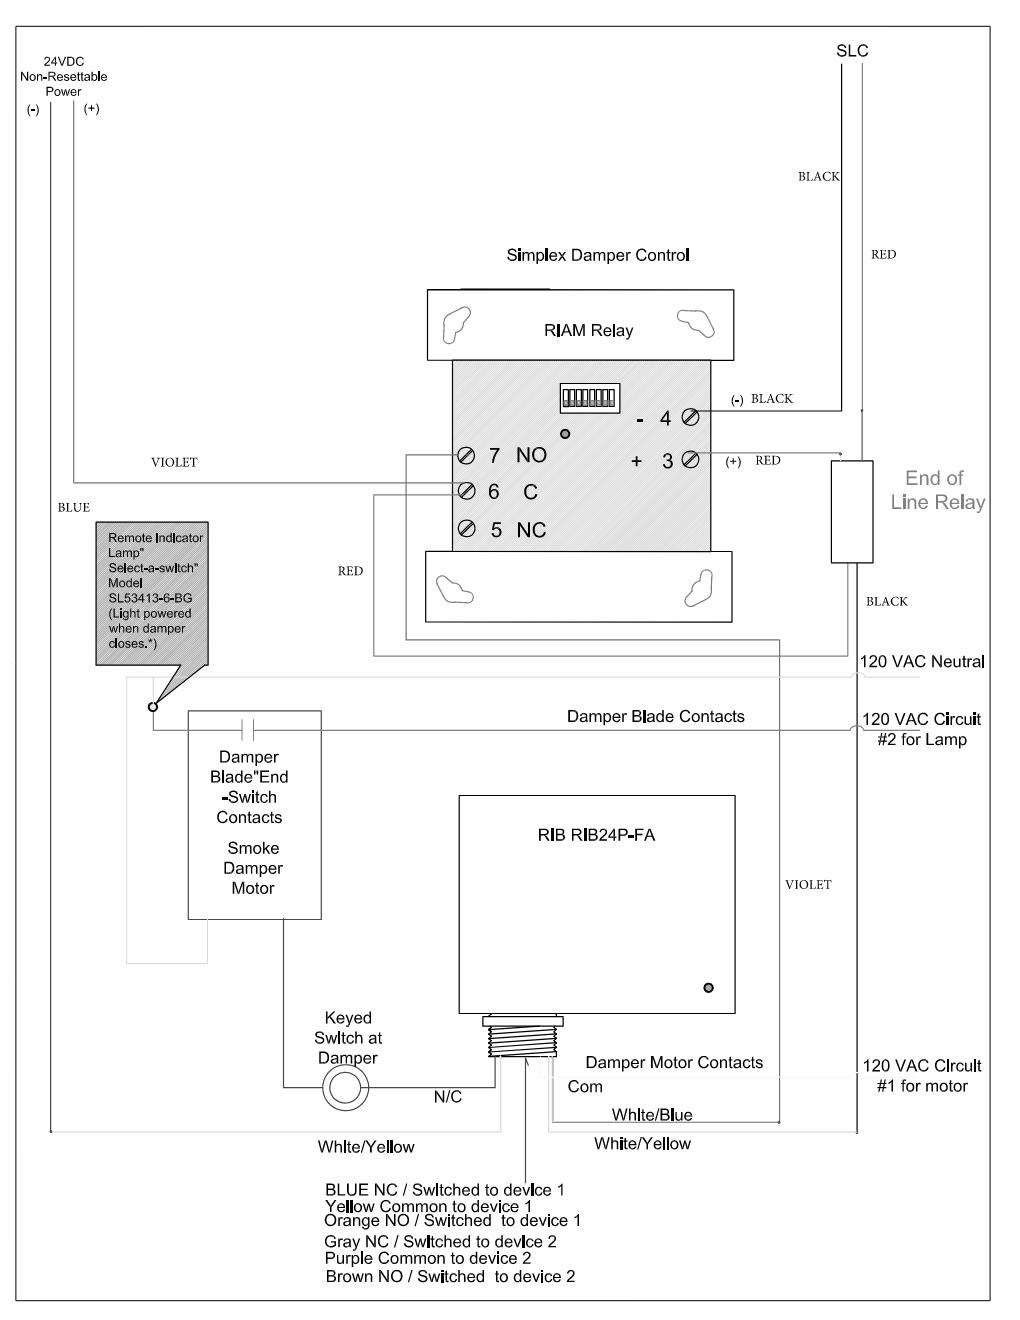 24VDC
Non-Resettable
Power
(-)
(+)
SLC
BLACK
RED
Simplex Damper Control
RIAM Relay
(-) BLACK
- 4
+ 3
(+) RED
7 NO
6 C
5 NC
VIOLET
BLUE
RED
End of
Line Relay
BLACK
Remote Indicator
Lamp"
Select-a-switch"
Model
SL53413-6-BG
(Light powered
when damper
closes.*)
120 VAC Neutral
Damper Blade Contacts
120 VAC Circuit
#2 for Lamp
Damper
Blade"End
-Switch
Contacts
Smoke
Damper
Motor
RIB RIB24P-FA
VIOLET
Keyed
Switch at
Damper
N/C
Damper Motor Contacts
Com
120 VAC Circuit
#1 for motor
White/Blue
White/Yellow
White/Yellow
BLUE NC / Switched to device 1
Yellow Common to device 1
Orange NO / Switched to device 1
Gray NC / Switched to device 2
Purple Common to device 2
Brown NO / Switched to device 2